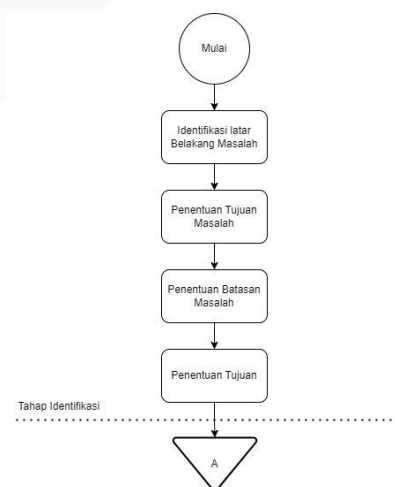 Mulai
Identifikasi latar
Belakang Masalah
Penentuan Tujuan
Masalah
Penentuan Batasan
Masalah
Penentuan Tujuan
Tahap Identifikasi
A